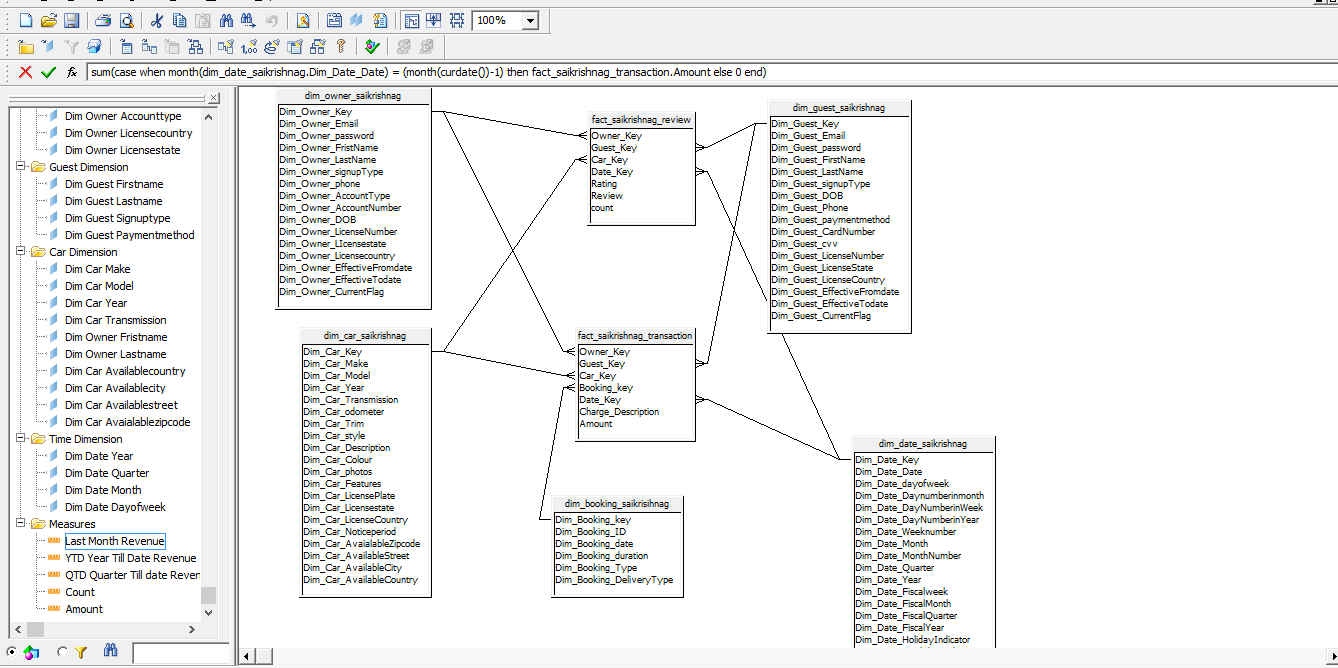 100%
1,00
fx
sum(case when month(dim_date_saikrishnag.Dim_Date_Date) = (month(curdate())-1) then fact_saikrishnag_transaction.Amount else 0 end)
Dim Owner Accounttype
Dim Owner Licensecountry
Dim Owner Licensestate
Guest Dimension
Dim Guest Firstname
Dim Guest Lastname
Dim Guest Signuptype
Dim Guest Paymentmethod
Car Dimension
Dim Car Make
Dim Car Model
Dim Car Year
Dim Car Transmission
Dim Owner Fristname
Dim Owner Lastname
Dim Car Availablecountry
Dim Car Availablecity
Dim Car Availablestreet
Dim Car Avaialablezipcode
Time Dimension
Dim Date Year
Dim Date Quarter
Dim Date Month
Dim Date Dayofweek
Measures
Last Month Revenue
YTD Year Till Date Revenue
QTD Quarter Till date Reven
Count
Amount
dim_owner_saikrishnag
Dim_Owner_Key
Dim_Owner_Email
Dim_Owner_password
Dim_Owner_FristName
Dim_Owner_LastName
Dim_Owner_signupType
Dim_Owner_phone
Dim_Owner_AccountType
Dim_Owner_AccountNumber
Dim_Owner_DOB
Dim_Owner_LicenseNumber
Dim_Owner_LIcensestate
Dim_Owner_Licensecountry
Dim_Owner_EffectiveFromdate
Dim_Owner_EffectiveTodate
Dim_Owner_CurrentFlag
dim_car_saikrishnag
Dim_Car_Key
Dim_Car_Make
Dim_Car_Model
Dim_Car_Year
Dim_Car_Transmission
Dim_Car_odometer
Dim_Car_Trim
Dim_Car_style
Dim_Car_Description
Dim_Car_Colour
Dim_Car_photos
Dim_Car_Features
Dim_Car_LicensePlate
Dim_Car_Licensestate
Dim_Car_LicenseCountry
Dim_Car_Noticeperiod
Dim_Car_AvaialableZipcode
Dim_Car_AvailableStreet
Dim_Car_AvailableCity
Dim_Car_AvailableCountry
fact_saikrishnag_review
Owner_Key
Guest_Key
Car_Key
Date_Key
Rating
Review
count
fact_saikrishnag_transaction
Owner_Key
Guest_Key
Car_Key
Booking_key
Date_Key
Charge_Description
Amount
dim_booking_saikrisihnag
Dim_Booking_key
Dim_Booking_ID
Dim_Booking_date
Dim_Booking_duration
Dim_Booking_Type
Dim_Booking_DeliveryType
dim_guest_saikrishnag
Dim_Guest_Key
Dim_Guest_Email
Dim_Guest_password
Dim_Guest_FirstName
Dim_Guest_LastName
Dim_Guest_signupType
Dim_Guest_DOB
Dim_Guest_Phone
Dim_Guest_paymentmethod
Dim_Guest_CardNumber
Dim_Guest_cvv
Dim_Guest_LicenseNumber
Dim_Guest_LicenseState
Dim_Guest_LicenseCountry
Dim_Guest_EffectiveFromdate
Dim_Guest_EffectiveTodate
Dim_Guest_CurrentFlag
dim_date_saikrishnag
Dim_Date_Key
Dim_Date_Date
Dim_Date_dayofweek
Dim_Date_Daynumberinmonth
Dim_Date_DayNumberinWeek
Dim_Date_DayNumberinYear
Dim_Date_Weeknumber
Dim_Date_Month
Dim_Date_MonthNumber
Dim_Date_Quarter
Dim_Date_Year
Dim_Date_Fiscalweek
Dim_Date_FiscalMonth
Dim_Date_FiscalQuarter
Dim_Date_FiscalYear
Dim_Date_HolidayIndicator